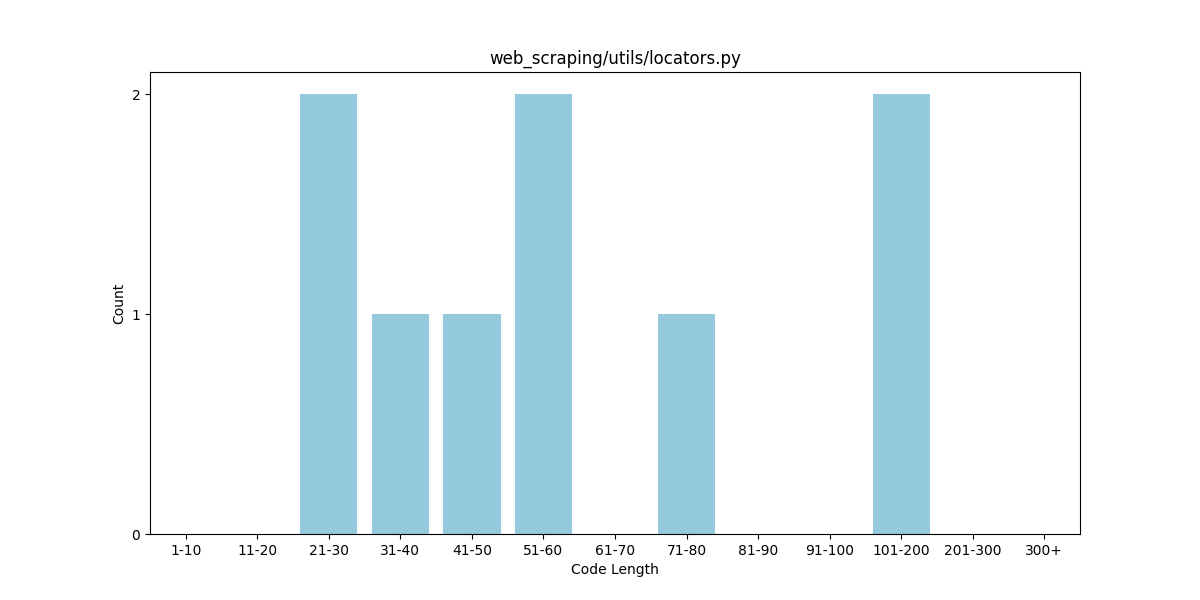 web_scraping/utils/locators.py
2
1
0
Count
1-10 11-20 21-30 31-40 41-50 51-60 61-70 71-80 81-90 91-100 101-200 201-300 300+
Code Length